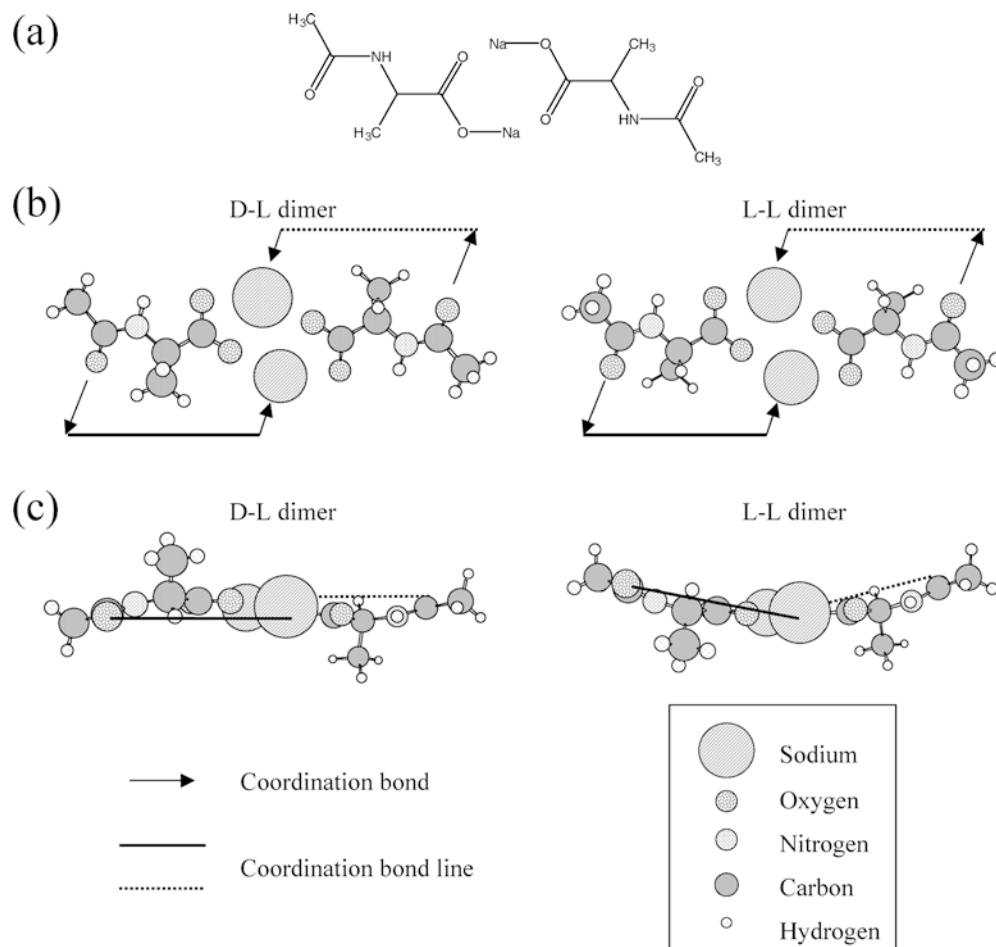 (a)
H3C
NH
O
O
H3C
O—Na
Na—O
CH3
O
O
HN
CH3
(b)
D-L dimer
L-L dimer
(c)
D-L dimer
L-L dimer
Coordination bond
Coordination bond line
Sodium
Oxygen
Nitrogen
Carbon
Hydrogen